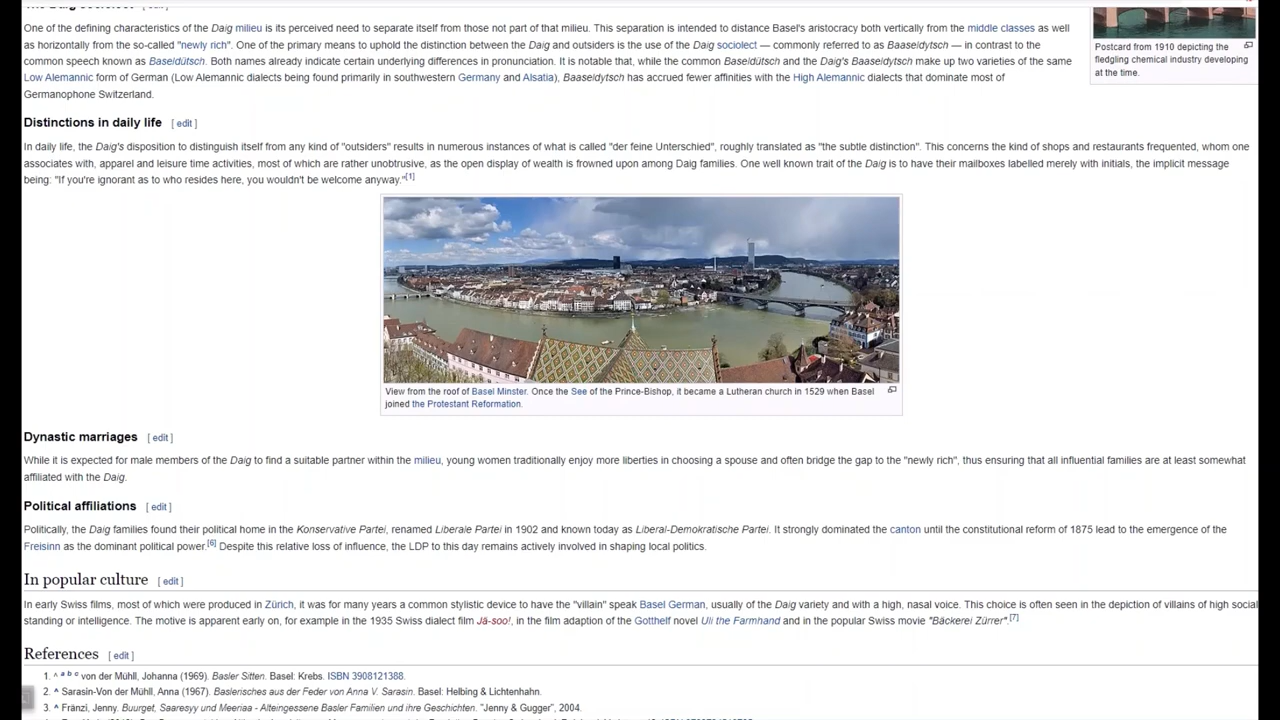 One of the defining characteristics of the Daig milieu is its perceived need to separate itself from those not part of that milieu. This separation is intended to distance Basel's aristocracy both vertically from the middle classes as well
as horizontally from the so-called "newly rich". One of the primary means to uphold the distinction between the Daig and outsiders is the use of the Daig sociolect — commonly referred to as Baaseidytsch — in contrast to the
common speech known as Baseidütsch. Both names already indicate certain underlying differences in pronunciation. It is notable that, while the common Baseidütsch and the Daig's Baaseldytsch make up two varieties of the same
Low Alemannic form of German (Low Alemannic dialects being found primarily in southwestern Germany and Alsatia), Baaseldytsch has accrued fewer affinities with the High Alemannic dialects that dominate most of
Germanophone Switzerland.
Postcard from 1910 depicting the
fledgling chemical industry developing
at the time.
Distinctions in daily life [ edit ]
In daily life, the Daig's disposition to distinguish itself from any kind of "outsiders" results in numerous instances of what is called "der feine Unterschied", roughly translated as "the subtle distinction". This concerns the kind of shops and restaurants frequented, whom one
associates with, apparel and leisure time activities, most of which are rather unobtrusive, as the open display of wealth is frowned upon among Daig families. One well known trait of the Daig is to have their mailboxes labelled merely with initials, the implicit message
being: "If you're ignorant as to who resides here, you wouldn't be welcome anyway."[1]
View from the roof of Basel Minster. Once the See of the Prince-Bishop, it became a Lutheran church in 1529 when Basel
joined the Protestant Reformation.
Dynastic marriages [ edit ]
While it is expected for male members of the Daig to find a suitable partner within the milieu, young women traditionally enjoy more liberties in choosing a spouse and often bridge the gap to the "newly rich", thus ensuring that all influential families are at least somewhat
affiliated with the Daig.
Political affiliations [ edit ]
Politically, the Daig families found their political home in the Konservative Partei, renamed Liberale Partei in 1902 and known today as Liberal-Demokratische Partei. It strongly dominated the canton until the constitutional reform of 1875 lead to the emergence of the
Freisinn as the dominant political power.[6] Despite this relative loss of influence, the LDP to this day remains actively involved in shaping local politics.
In popular culture [ edit ]
In early Swiss films, most of which were produced in Zürich, it was for many years a common stylistic device to have the "villain" speak Basel German, usually of the Daig variety and with a high, nasal voice. This choice is often seen in the depiction of villains of high social
standing or intelligence. The motive is apparent early on, for example in the 1935 Swiss dialect film Jä-soo!, in the film adaption of the Gotthelf novel Uli the Farmhand and in the popular Swiss movie "Bäckerei Zürrer".[7]
References [ edit ]
1. ^ a b c von der Mühll, Johanna (1969). Basler Sitten. Basel: Krebs. ISBN 3908121388.
2. ^ Sarasin-Von der Mühll, Anna (1967). Baslerisches aus der Feder von Anna V. Sarasin. Basel: Helbing & Lichtenhahn.
3. ^ Fränzi, Jenny. Buurget, Saaresyy und Meeriaa - Alteingessene Basler Familien und ihre Geschichten. "Jenny & Gugger", 2004.